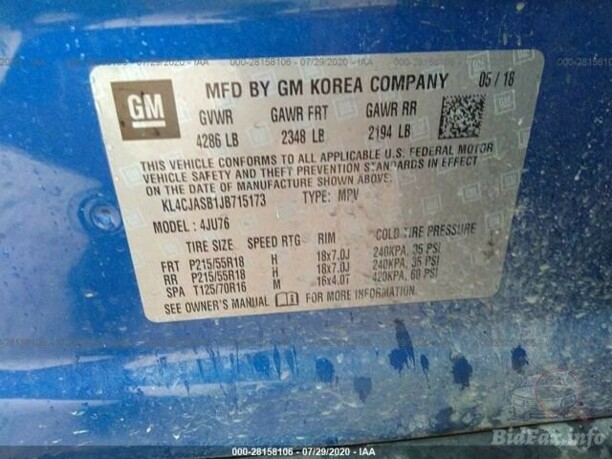 000-28158106 - 07/29/2020 - IAA
GM
MFD BY GM KOREA COMPANY 05 / 18
GVWR GAWR FRT GAWR RR
4286 LB 2348 LB 2194 LB
THIS VEHICLE CONFORMS TO ALL APPLICABLE U.S. FEDERAL MOTOR
VEHICLE SAFETY AND THEFT PREVENTION STANDARDS IN
EFFECT ON THE DATE OF MANUFACTURE SHOWN ABOVE.
KL4CJASB1JB715173 TYPE: MPV
MODEL: 4JU76
TIRE SIZE SPEED RTG RIM COLD TIRE PRESSURE
FRT P215/55R18 H 18x7.0J 240KPA, 35 PSI
RR P215/55R18 H 18x7.0J 240KPA, 35 PSI
SPA T125/70R16 M 16x4.0T 420KPA, 60 PSI
SEE OWNER'S MANUAL FOR MORE INFORMATION.
000-28158106 - 07/29/2020 - IAA
BidFax.info